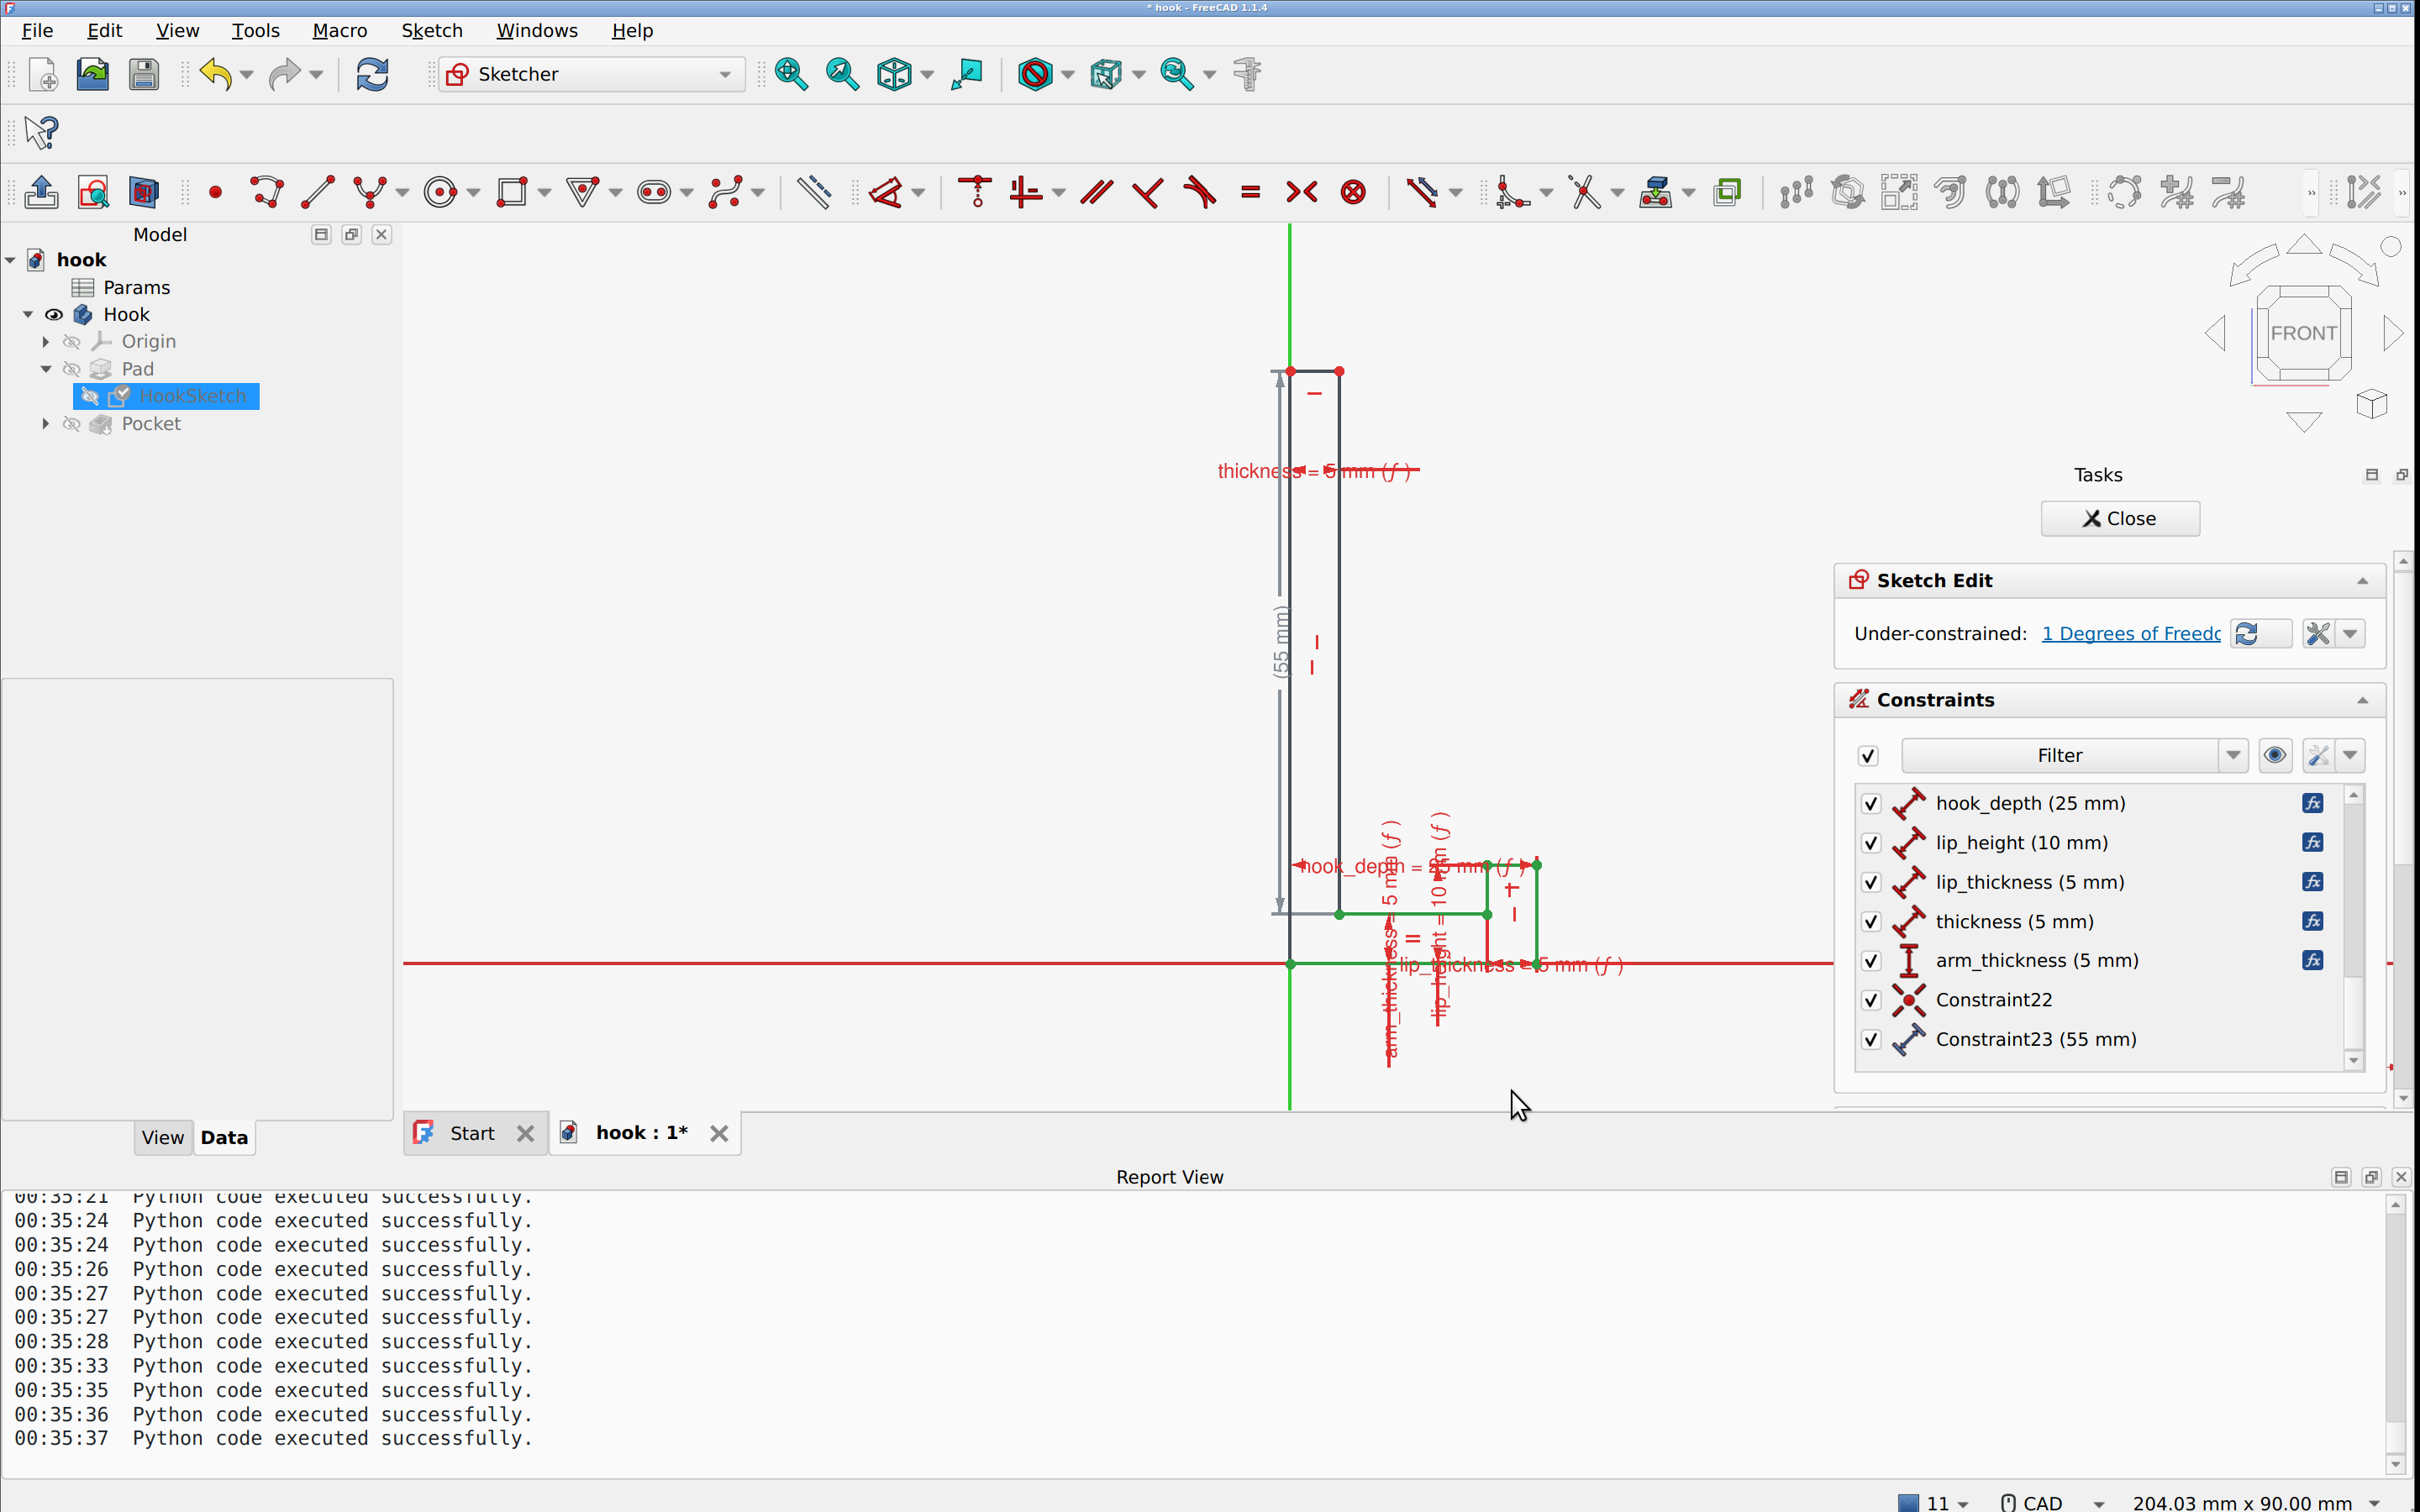 * hook - FreeCAD 1.1.4
File Edit View Tools Macro Sketch Windows Help
Sketcher
Model
hook
Params
Hook
Origin
Pad
HookSketch
Pocket
View Data
FRONT
thickness = 5 mm (ƒ )
(55 mm)
hook_depth = 25 mm (ƒ )
arm_thickness = 5 mm (ƒ )
lip_height = 10 mm (ƒ )
lip_thickness = 5 mm (ƒ )
Tasks
Close
Sketch Edit
Under-constrained: 1 Degrees of Freedo
Constraints
Filter
hook_depth (25 mm)
lip_height (10 mm)
lip_thickness (5 mm)
thickness (5 mm)
arm_thickness (5 mm)
Constraint22
Constraint23 (55 mm)
Start hook : 1*
Report View
00:35:21 Python code executed successfully.
00:35:24 Python code executed successfully.
00:35:24 Python code executed successfully.
00:35:26 Python code executed successfully.
00:35:27 Python code executed successfully.
00:35:27 Python code executed successfully.
00:35:28 Python code executed successfully.
00:35:33 Python code executed successfully.
00:35:35 Python code executed successfully.
00:35:36 Python code executed successfully.
00:35:37 Python code executed successfully.
11 CAD 204.03 mm x 90.00 mm